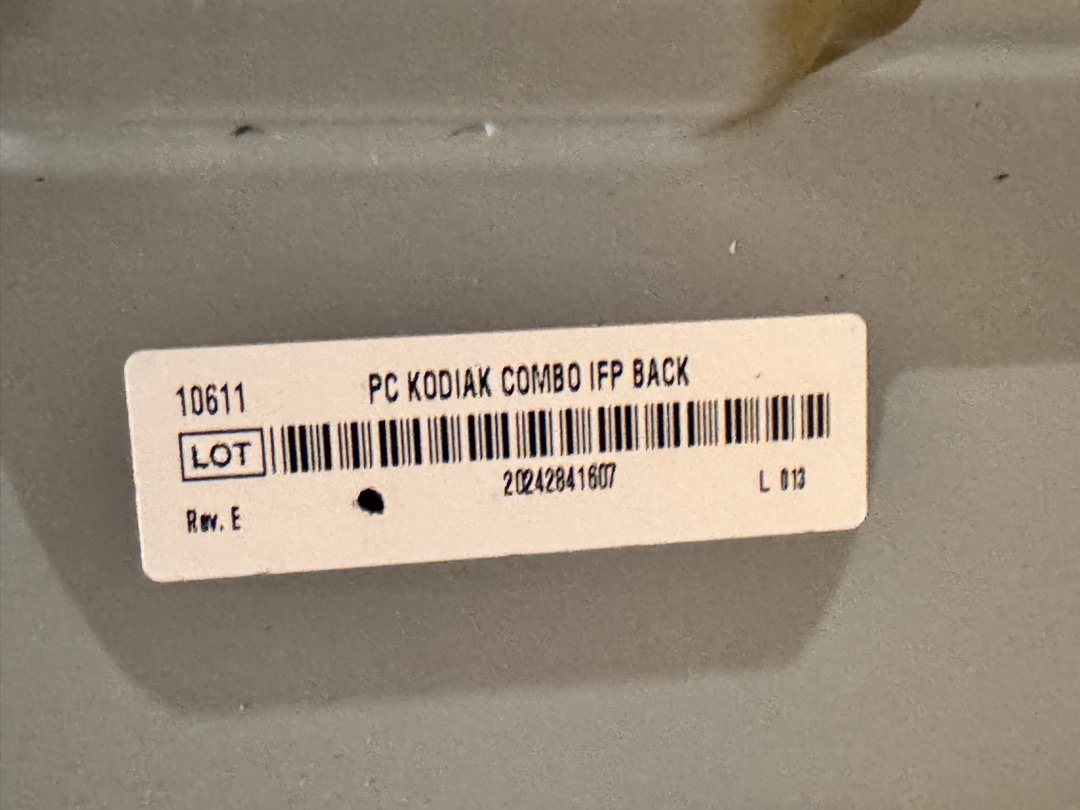 10611
PC KODIAK COMBO IFP BACK
LOT
20242841607
L 013
Rev. E